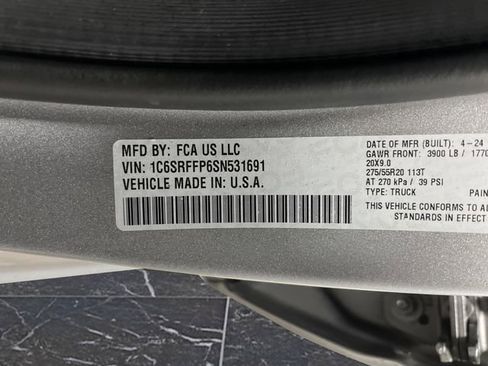 MFD BY: FCA US LLC
VIN: 1C6SRFFP6SN531691
VEHICLE MADE IN: U.S.A.
DATE OF MFR (BUILT): 4-24
GAWR FRONT: 3900 LB / 1770
20X9.0
275/55R20 113T
AT 270 kPa / 39 PSI
TYPE: TRUCK
PAIN
THIS VEHICLE CONFORMS TO AL
STANDARDS IN EFFECT